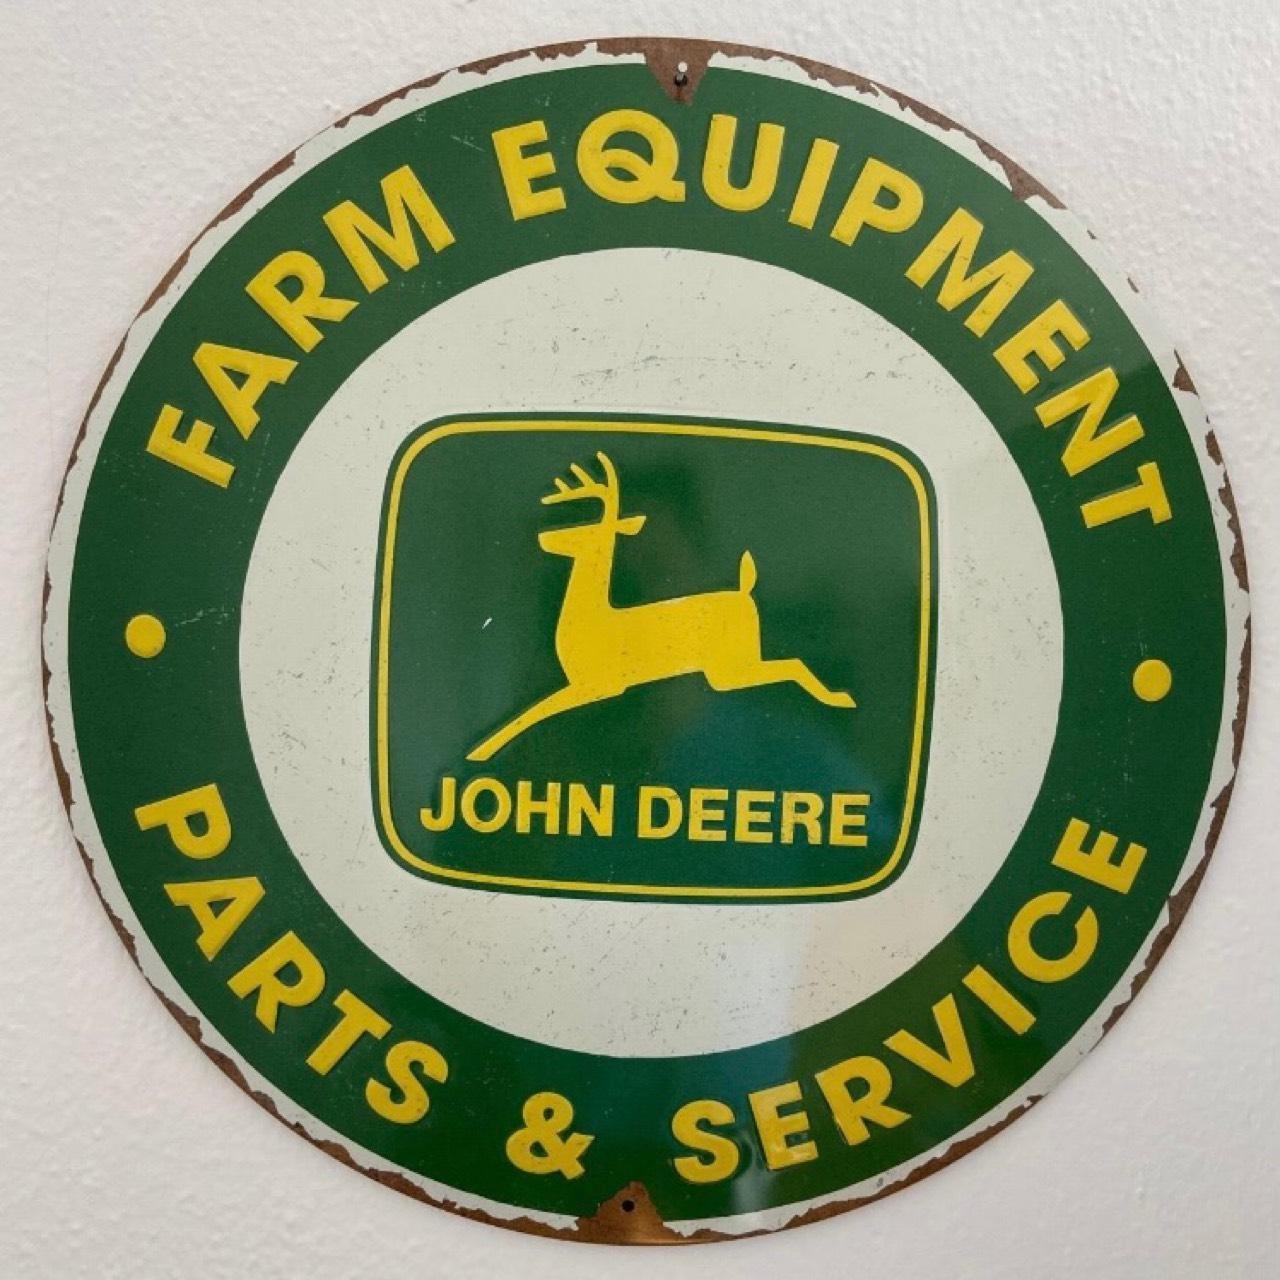 FARM EQUIPMENT
JOHN DEERE
PARTS & SERVICE